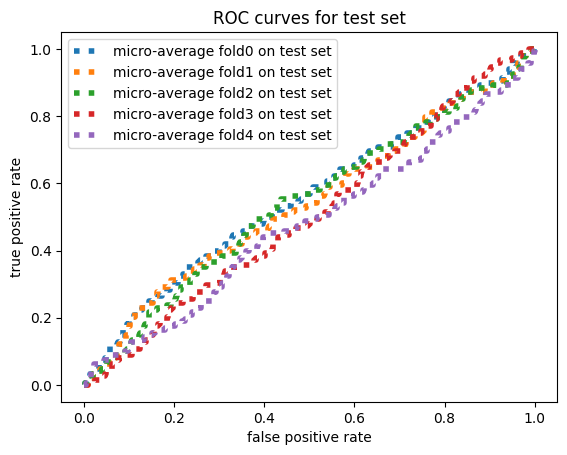 ROC curves for test set
micro-average fold0 on test set
micro-average fold1 on test set
micro-average fold2 on test set
micro-average fold3 on test set
micro-average fold4 on test set
true positive rate
1.0
0.8
0.6
0.4
0.2
0.0
0.0 0.2 0.4 0.6 0.8 1.0
false positive rate